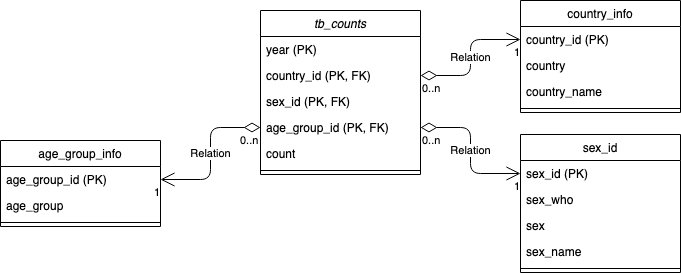 tb_counts
year (PK)
country_id (PK, FK)
sex_id (PK, FK)
age_group_id (PK, FK)
count
country_info
country_id (PK)
country
country_name
age_group_info
age_group_id (PK)
age_group
sex_id
sex_id (PK)
sex_who
sex
sex_name
Relation
0..n
1
Relation
0..n
1
Relation
0..n
1